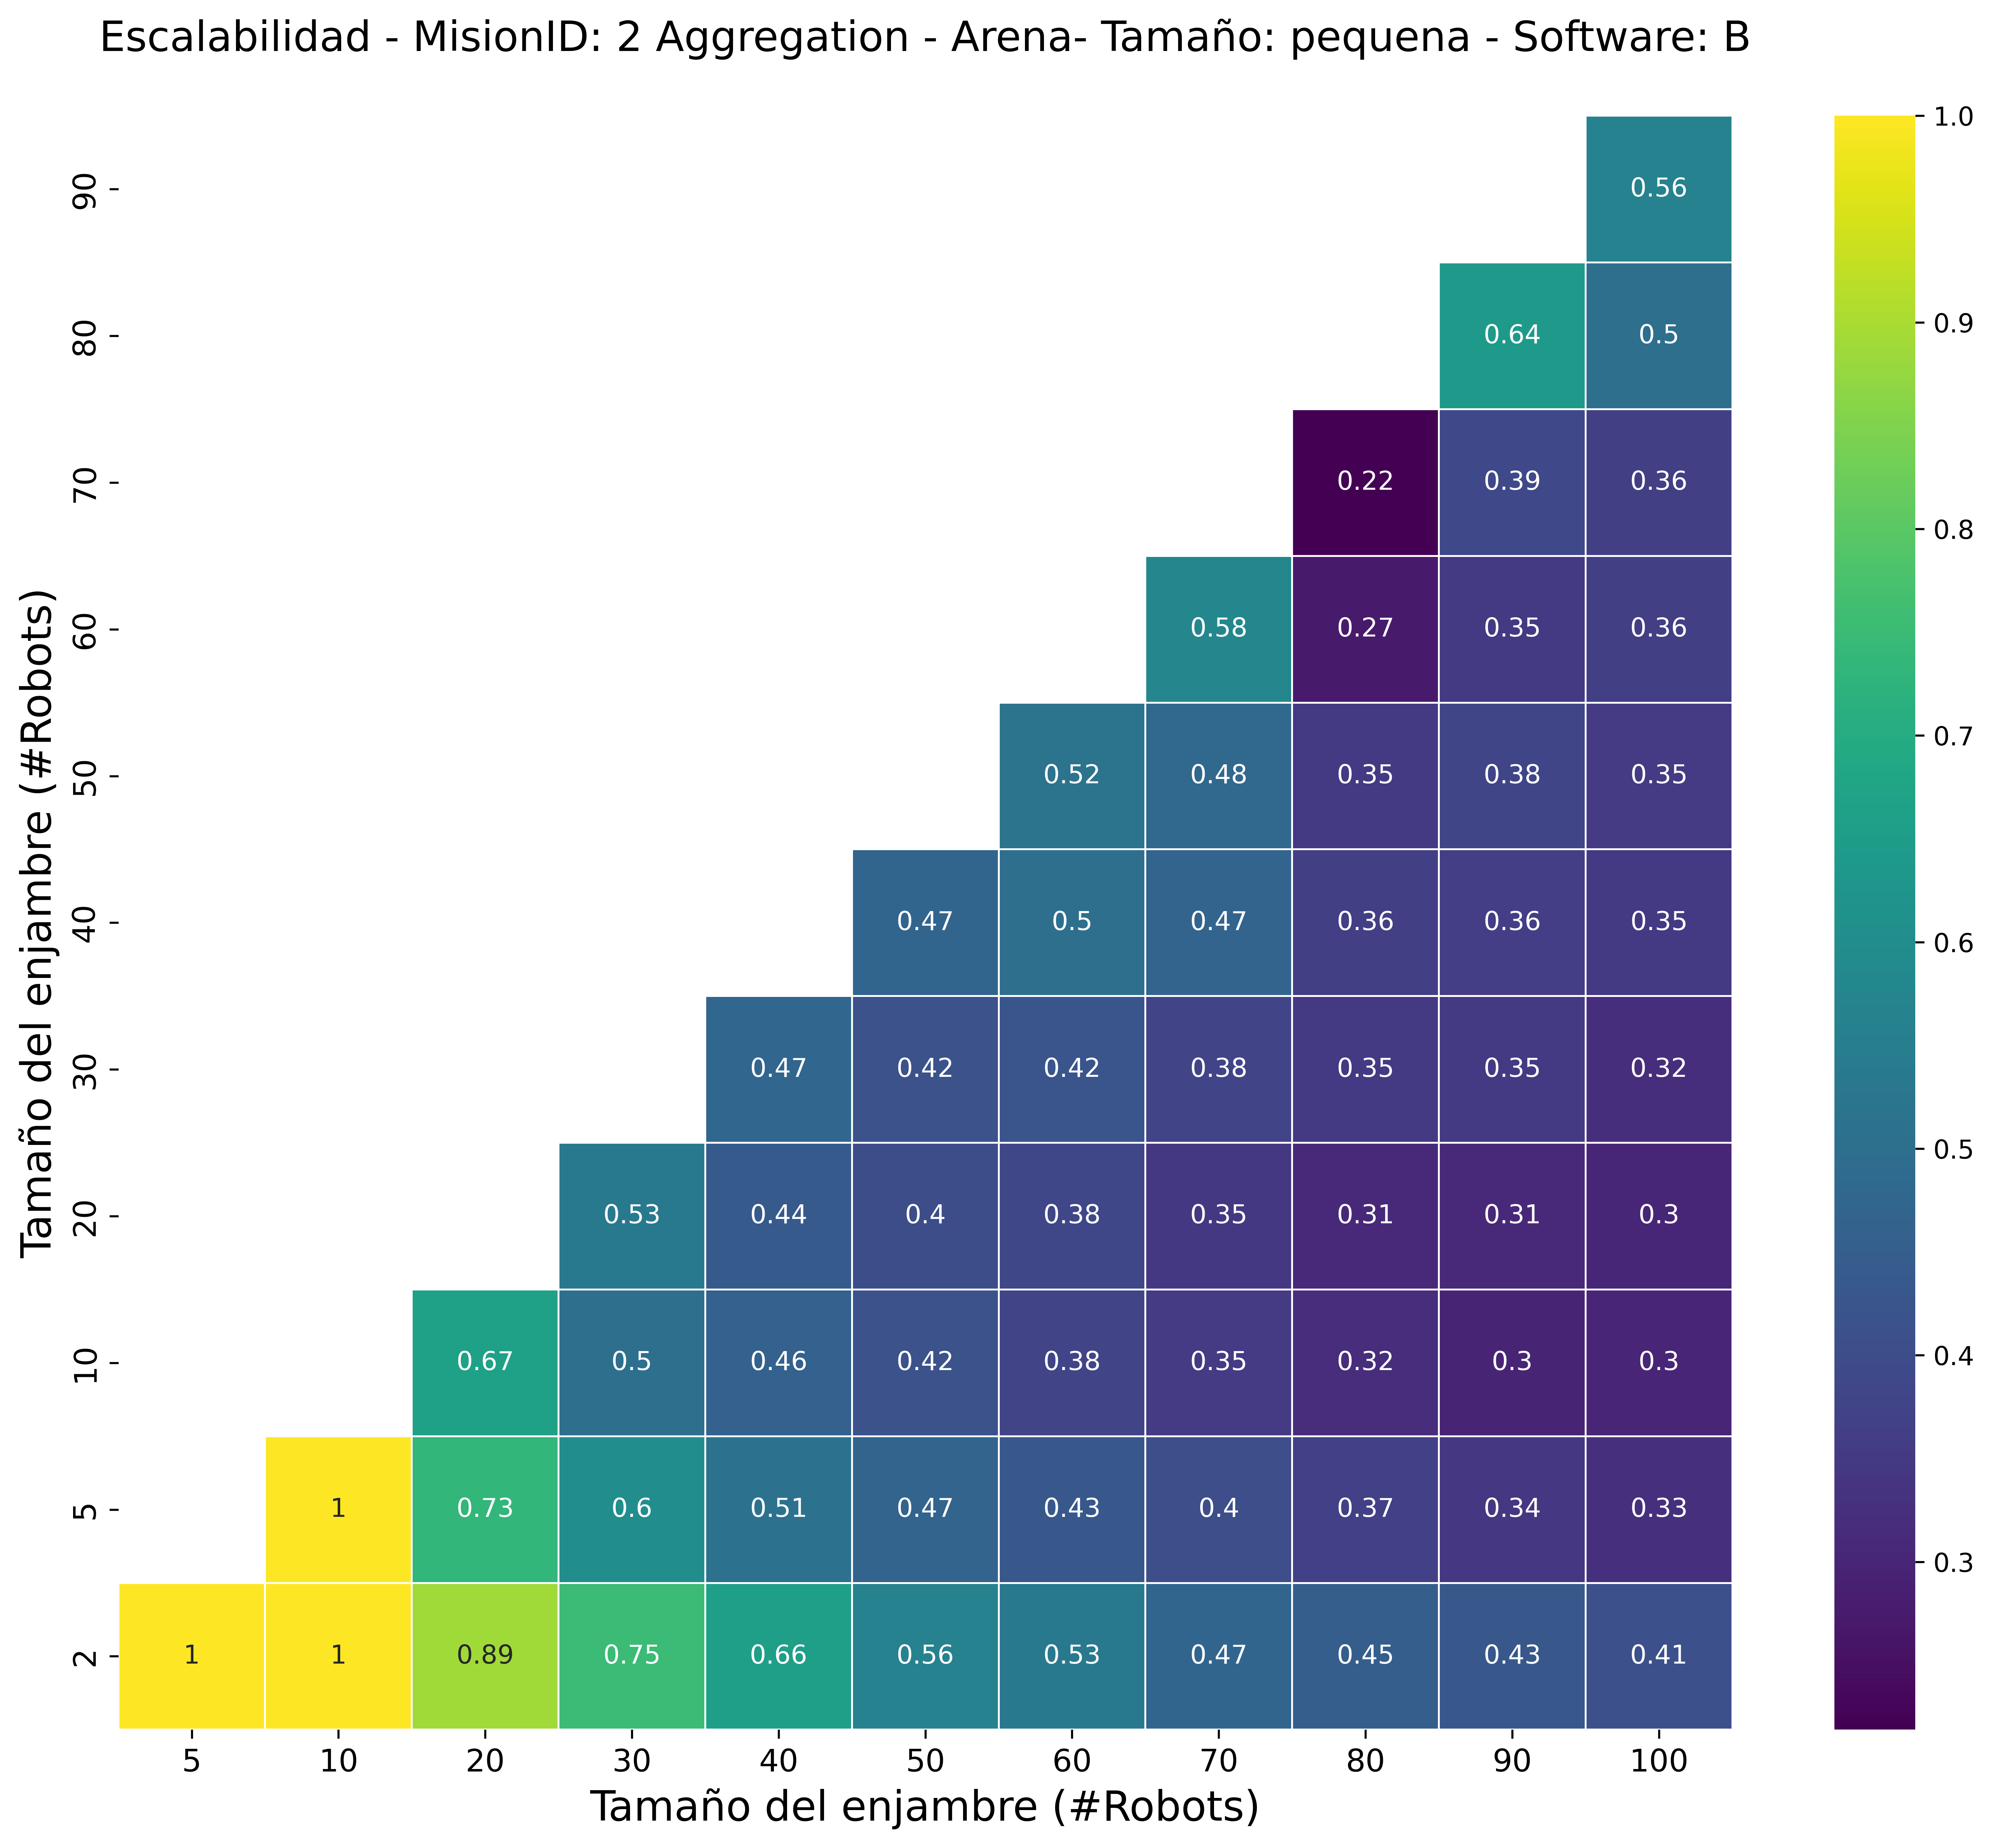 Escalabilidad - MisionID: 2 Aggregation - Arena- Tamaño: pequena - Software: B
Tamaño del enjambre (#Robots)
90 0.56
80 0.64 0.5
70 0.22 0.39 0.36
60 0.58 0.27 0.35 0.36
50 0.52 0.48 0.35 0.38 0.35
40 0.47 0.5 0.47 0.36 0.36 0.35
30 0.47 0.42 0.42 0.38 0.35 0.35 0.32
20 0.53 0.44 0.4 0.38 0.35 0.31 0.31 0.3
10 0.67 0.5 0.46 0.42 0.38 0.35 0.32 0.3 0.3
5 1 0.73 0.6 0.51 0.47 0.43 0.4 0.37 0.34 0.33
2 1 1 0.89 0.75 0.66 0.56 0.53 0.47 0.45 0.43 0.41
5 10 20 30 40 50 60 70 80 90 100
Tamaño del enjambre (#Robots)
1.0
0.9
0.8
0.7
0.6
0.5
0.4
0.3